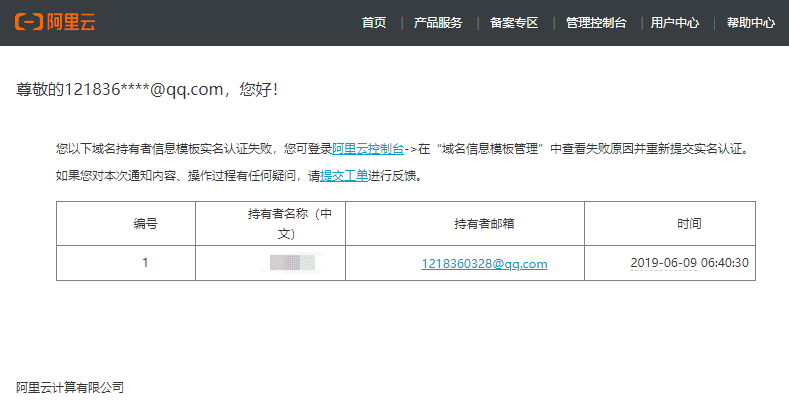 阿里云
首页 | 产品服务 | 备案专区 | 管理控制台 | 用户中心 | 帮助中心
尊敬的121836****@qq.com，您好！
您以下域名持有者信息模板实名认证失败，您可登录阿里云控制台->在“域名信息模板管理”中查看失败原因并重新提交实名认证。
如果您对本次通知内容、操作过程有任何疑问，请提交工单进行反馈。
编号 持有者名称（中文） 持有者邮箱 时间
1 1218360328@qq.com 2019-06-09 06:40:30
阿里云计算有限公司